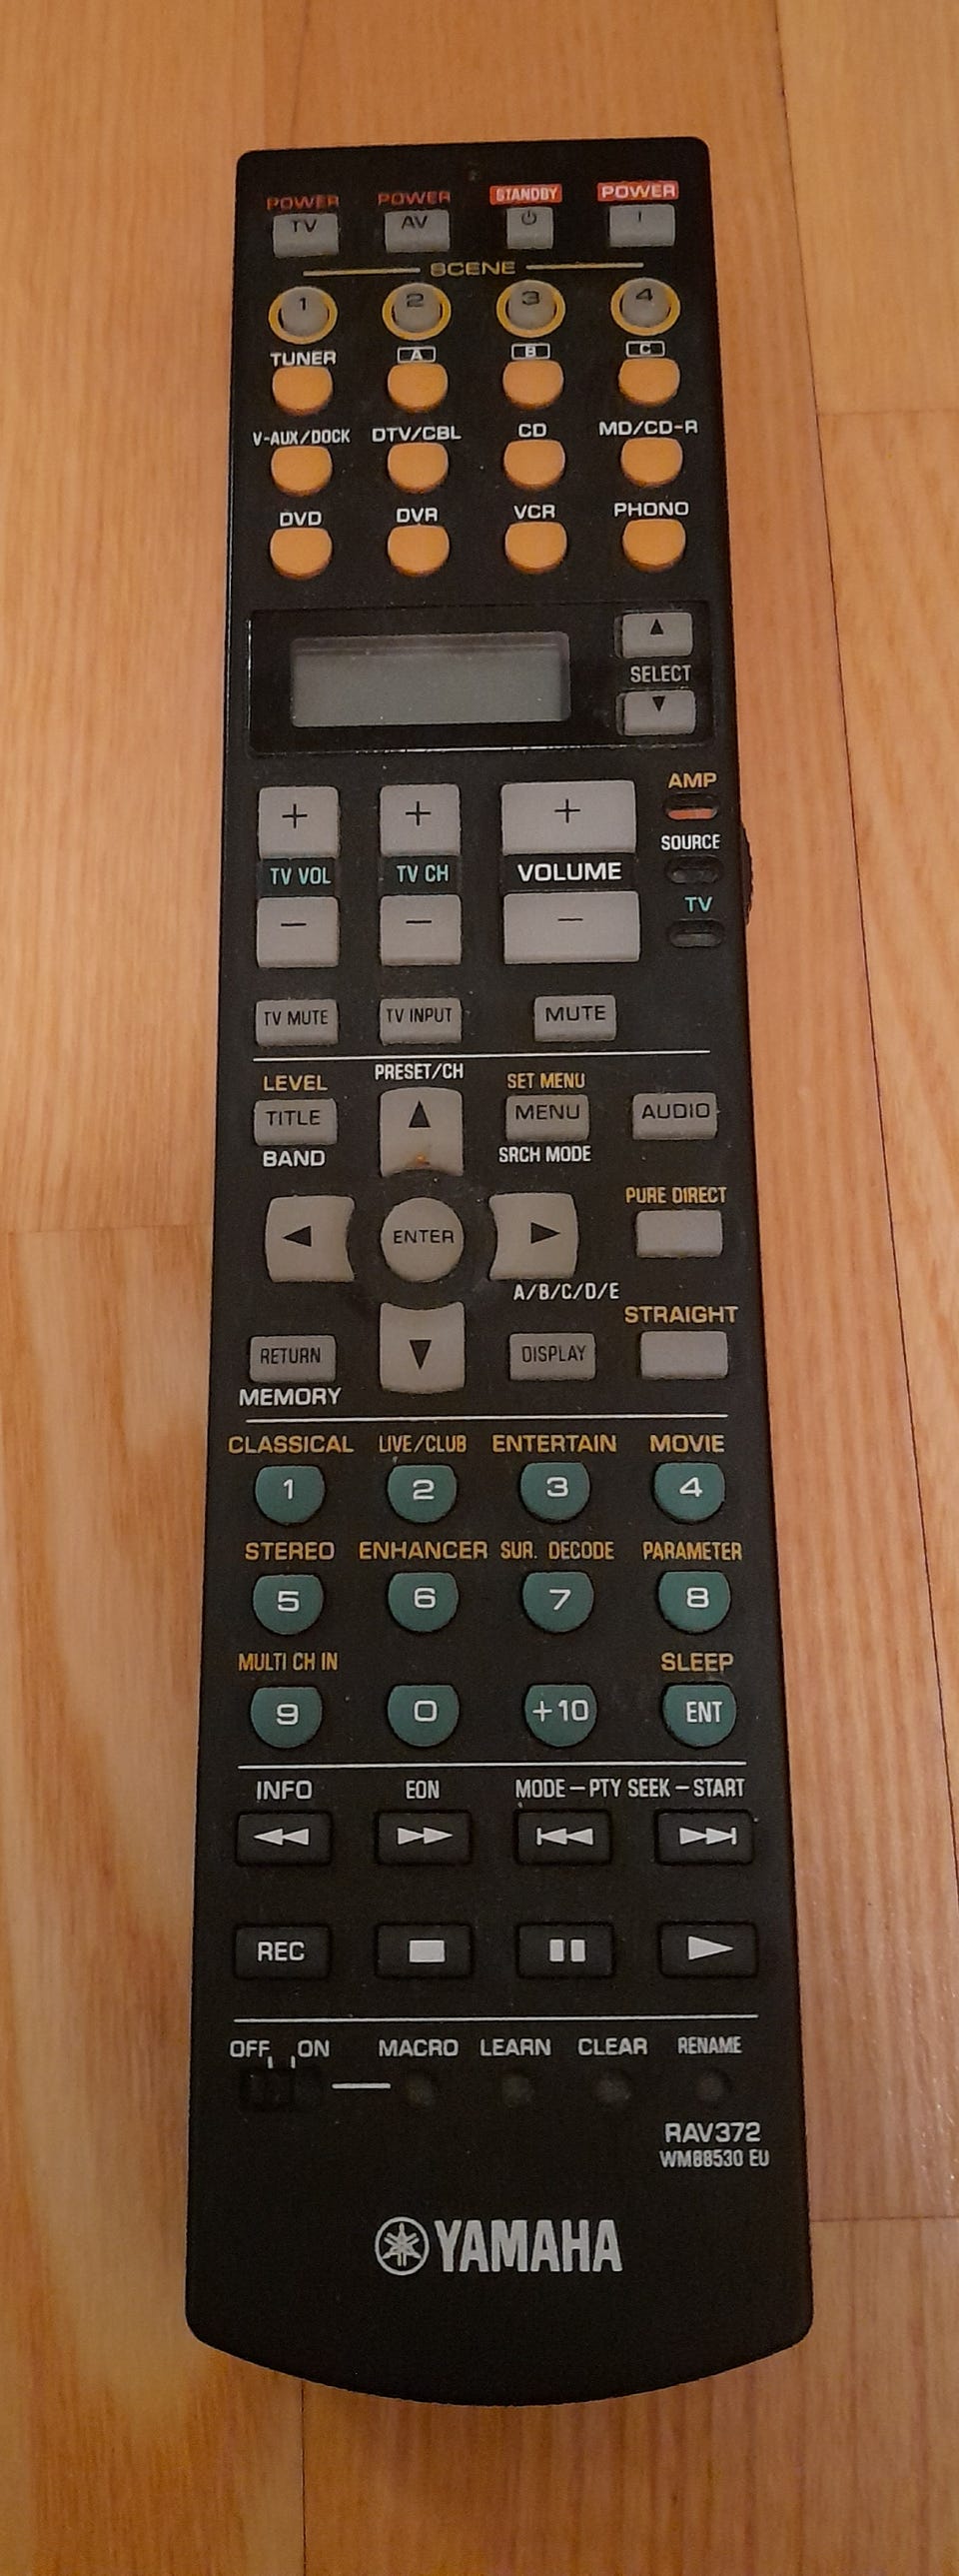 POWER POWER STANDBY POWER
TV AV
SCENE
1 2 3 4
TUNER A B C
V-AUX/DOCK DTV/CBL CD MD/CD-R
DVD DVR VCR PHONO
SELECT
AMP
+ + +
SOURCE
TV VOL TV CH VOLUME
TV
− − −
TV MUTE TV INPUT MUTE
LEVEL PRESET/CH SET MENU
TITLE MENU AUDIO
BAND SRCH MODE
PURE DIRECT
ENTER
A/B/C/D/E
STRAIGHT
RETURN DISPLAY
MEMORY
CLASSICAL LIVE/CLUB ENTERTAIN MOVIE
1 2 3 4
STEREO ENHANCER SUR. DECODE PARAMETER
5 6 7 8
MULTI CH IN SLEEP
9 0 +10 ENT
INFO EON MODE – PTY SEEK – START
REC
OFF ON MACRO LEARN CLEAR RENAME
RAV372
WM88530 EU
YAMAHA